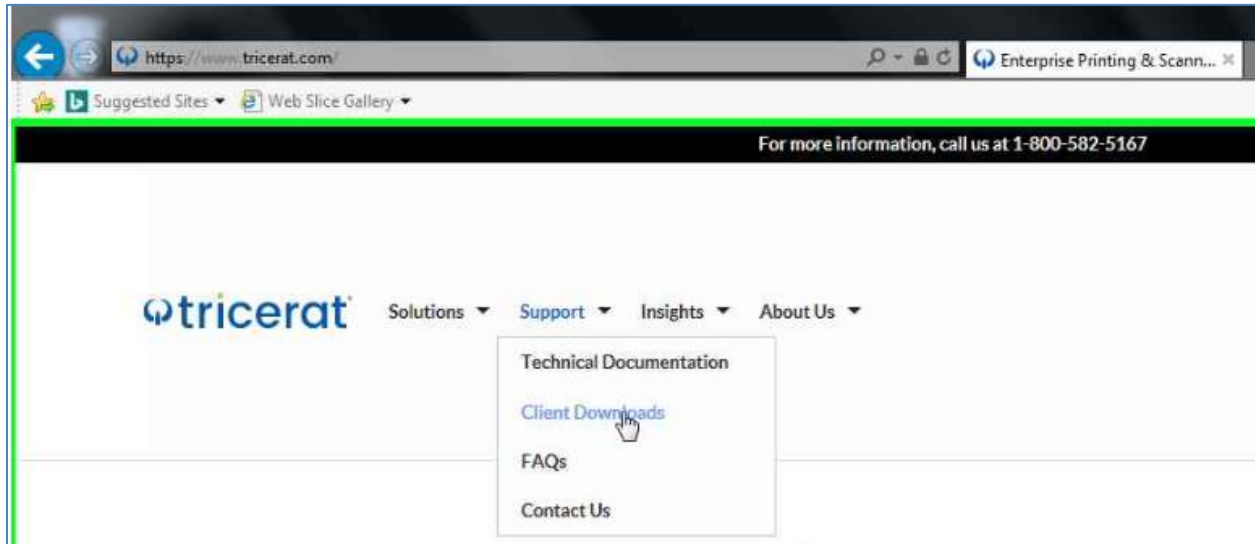 https://www.tricerat.com/
Enterprise Printing & Scann...
Suggested Sites Web Slice Gallery
For more information, call us at 1-800-582-5167
tricerat Solutions Support Insights About Us
Technical Documentation
Client Downloads
FAQs
Contact Us